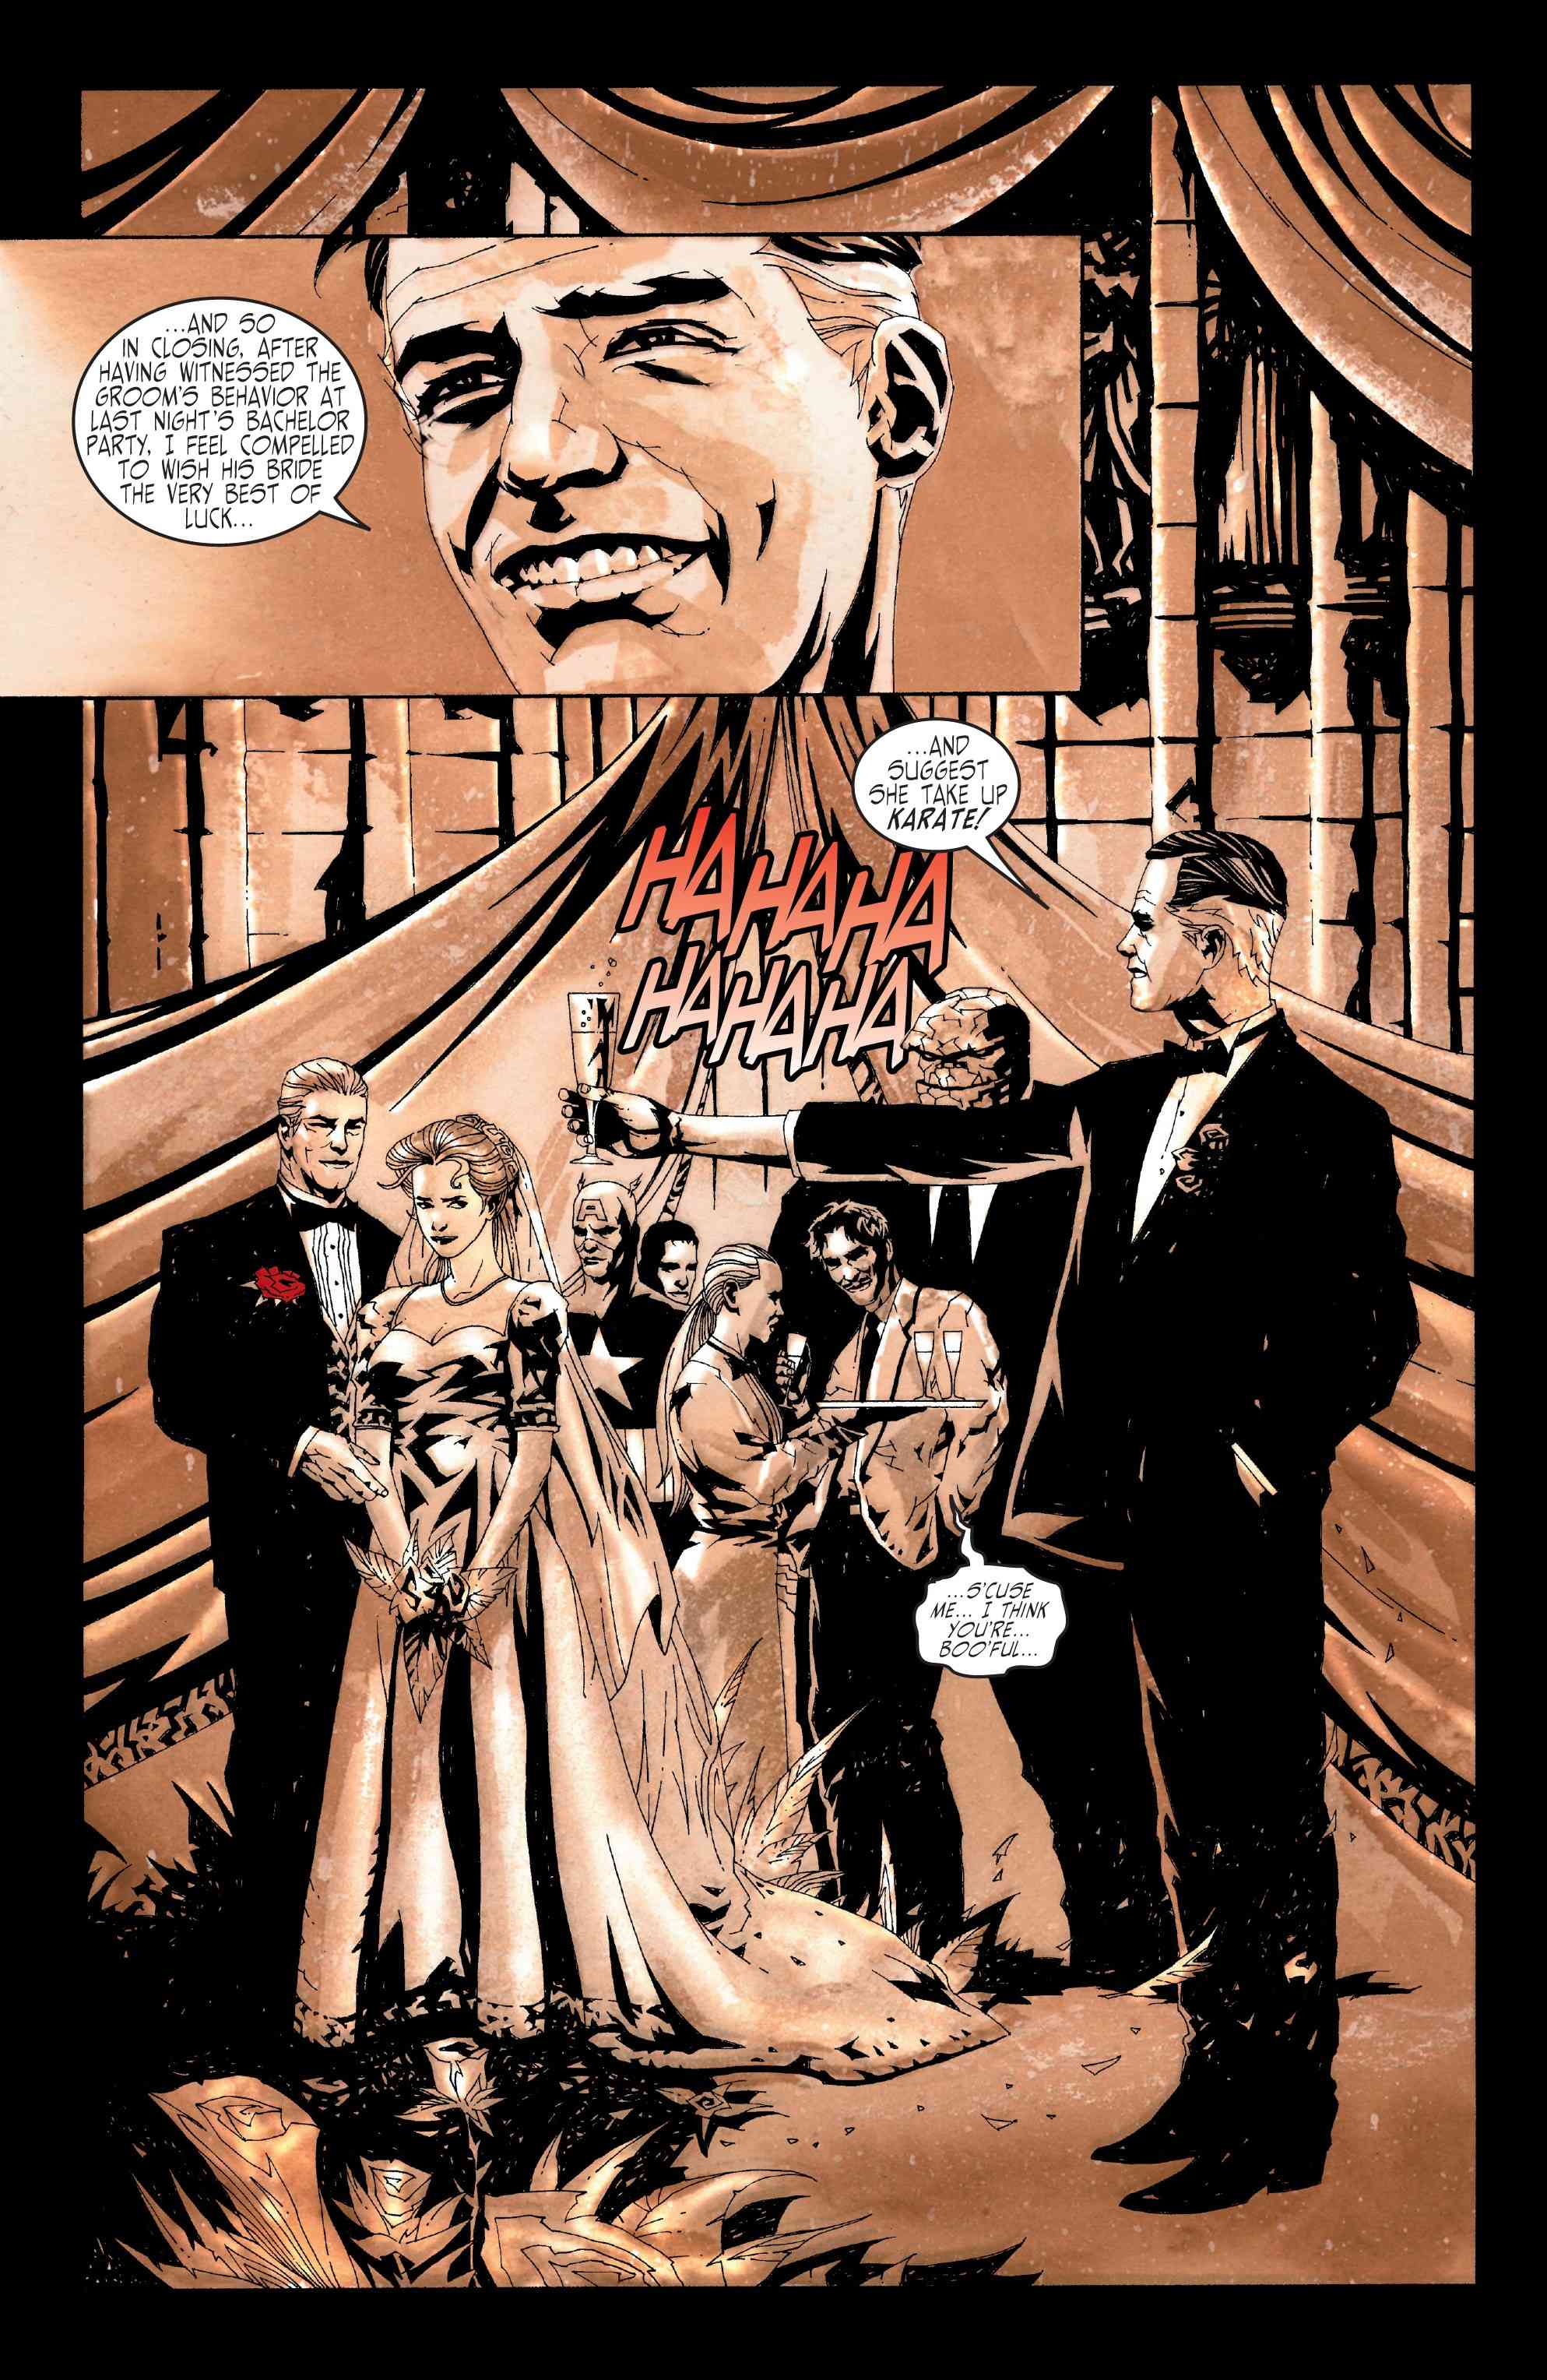 ...AND SO
IN CLOSING, AFTER
HAVING WITNESSED THE
GROOM'S BEHAVIOR AT
LAST NIGHT'S BACHELOR
PARTY, I FEEL COMPELLED
TO WISH HIS BRIDE
THE VERY BEST OF
LUCK...
...AND
SUGGEST
SHE TAKE UP
KARATE!
HAHAHA
HAHAHA
A
...S'CUSE
ME... I THINK
YOU'RE...
BOO'FUL...